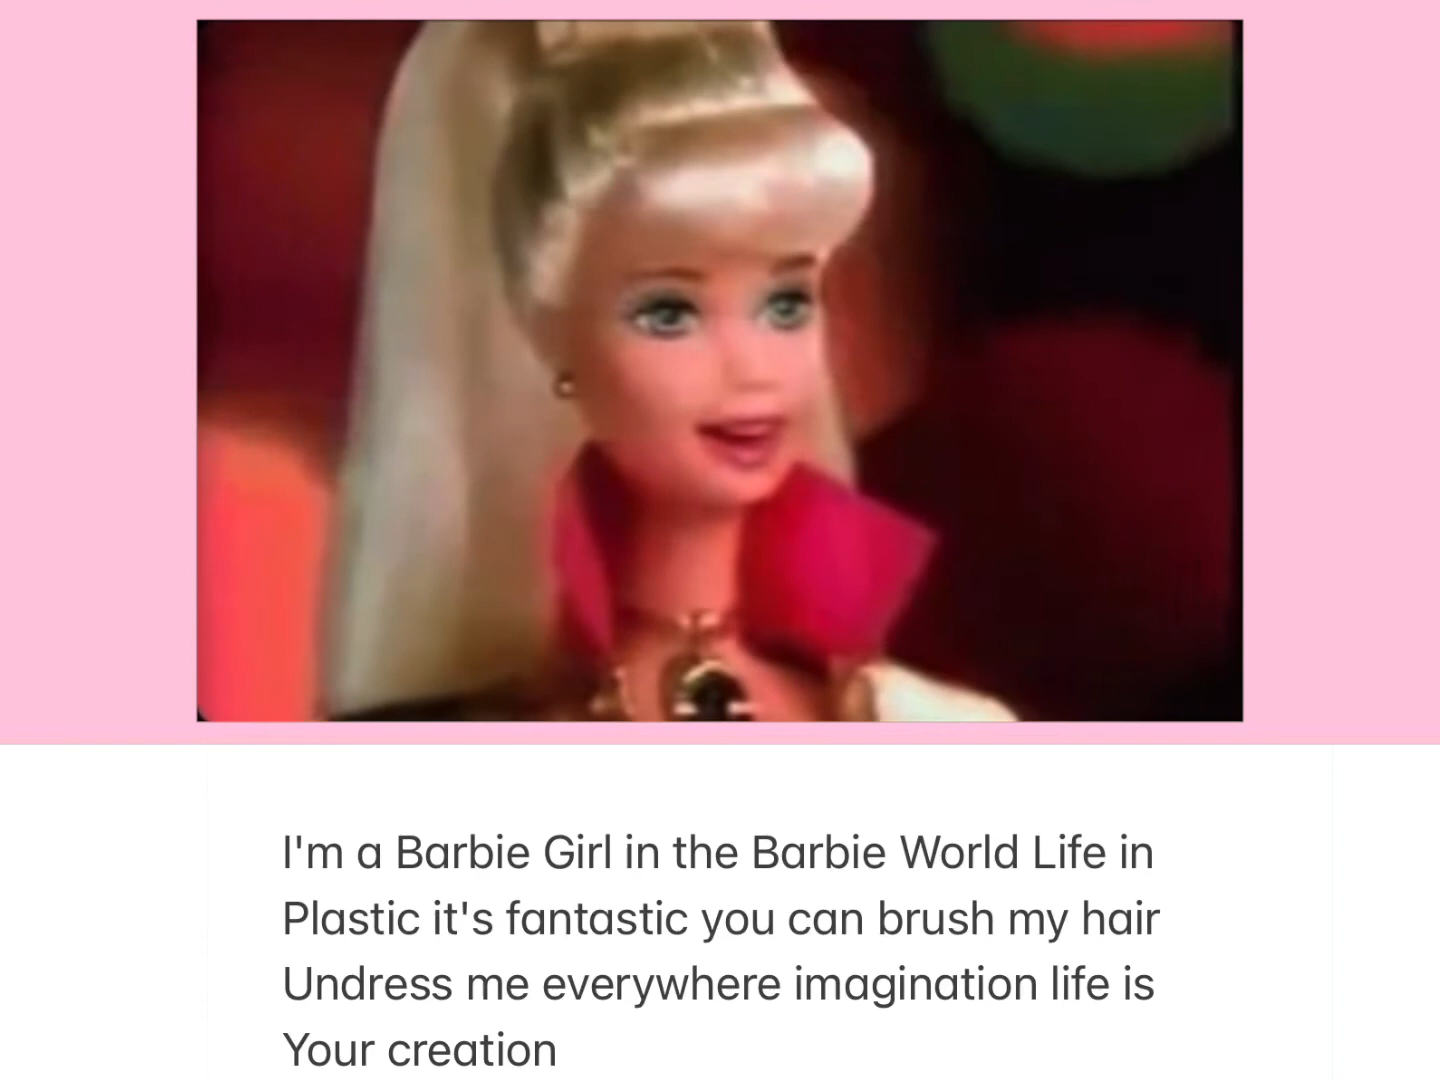 I'm a Barbie Girl in the Barbie World Life in
Plastic it's fantastic you can brush my hair
Undress me everywhere imagination life is
Your creation